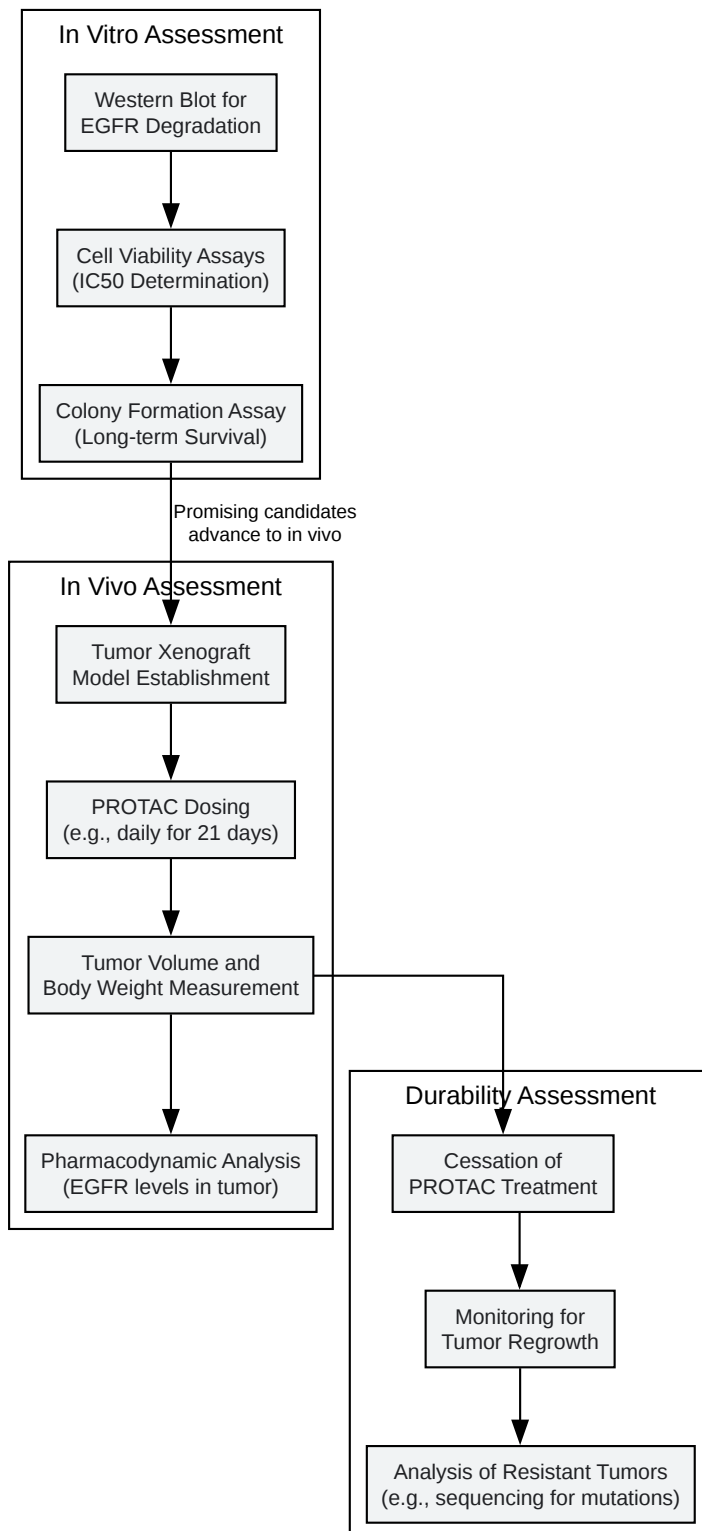 In Vitro Assessment
Western Blot for
EGFR Degradation
Cell Viability Assays
(IC50 Determination)
Colony Formation Assay
(Long-term Survival)
Promising candidates
advance to in vivo
In Vivo Assessment
Tumor Xenograft
Model Establishment
PROTAC Dosing
(e.g., daily for 21 days)
Tumor Volume and
Body Weight Measurement
Pharmacodynamic Analysis
(EGFR levels in tumor)
Durability Assessment
Cessation of
PROTAC Treatment
Monitoring for
Tumor Regrowth
Analysis of Resistant Tumors
(e.g., sequencing for mutations)